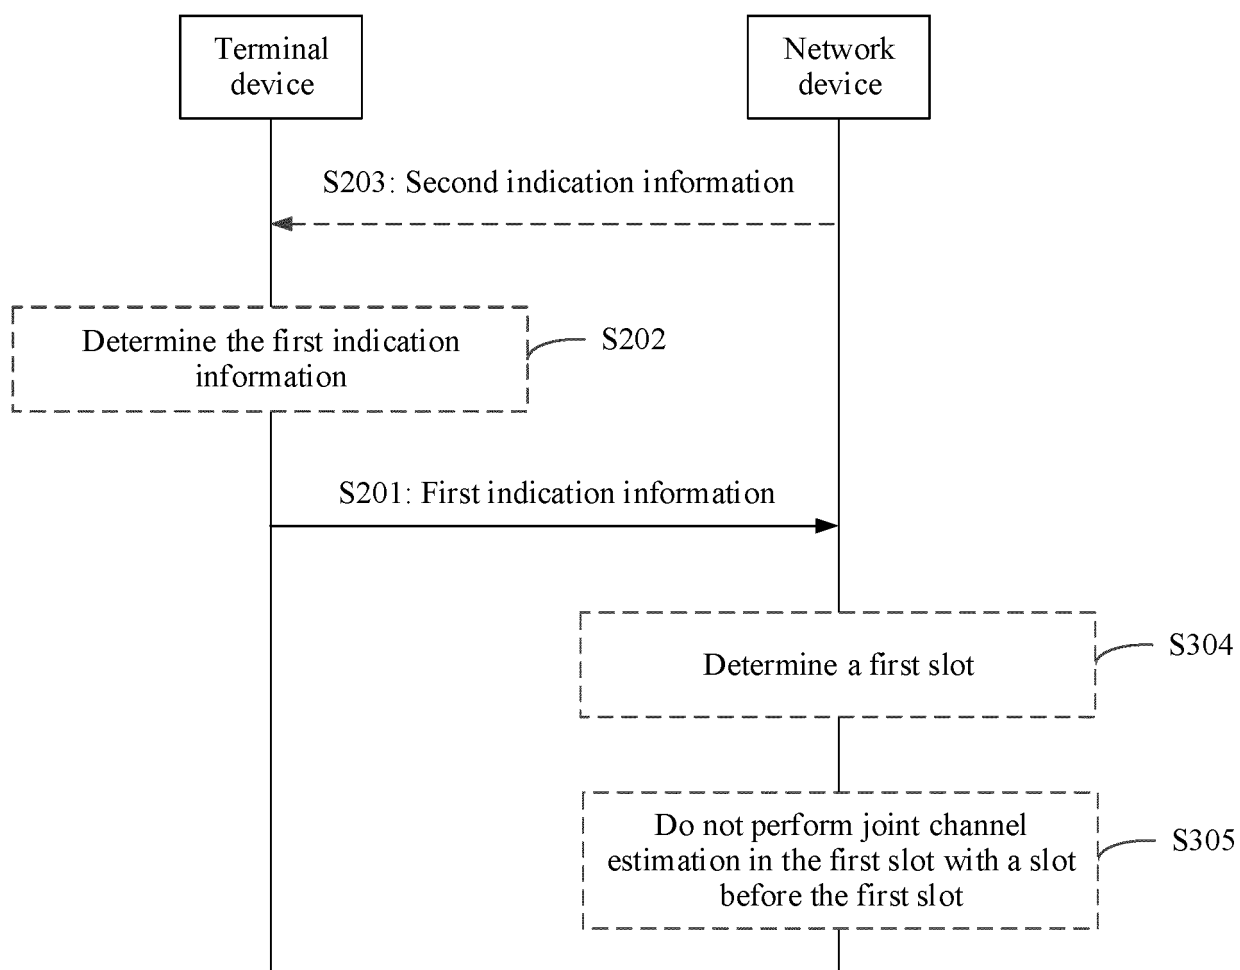 Terminal
device
Network
device
S203: Second indication information
Determine the first indication
information
S202
S201: First indication information
Determine a first slot
S304
Do not perform joint channel
estimation in the first slot with a slot
before the first slot
S305